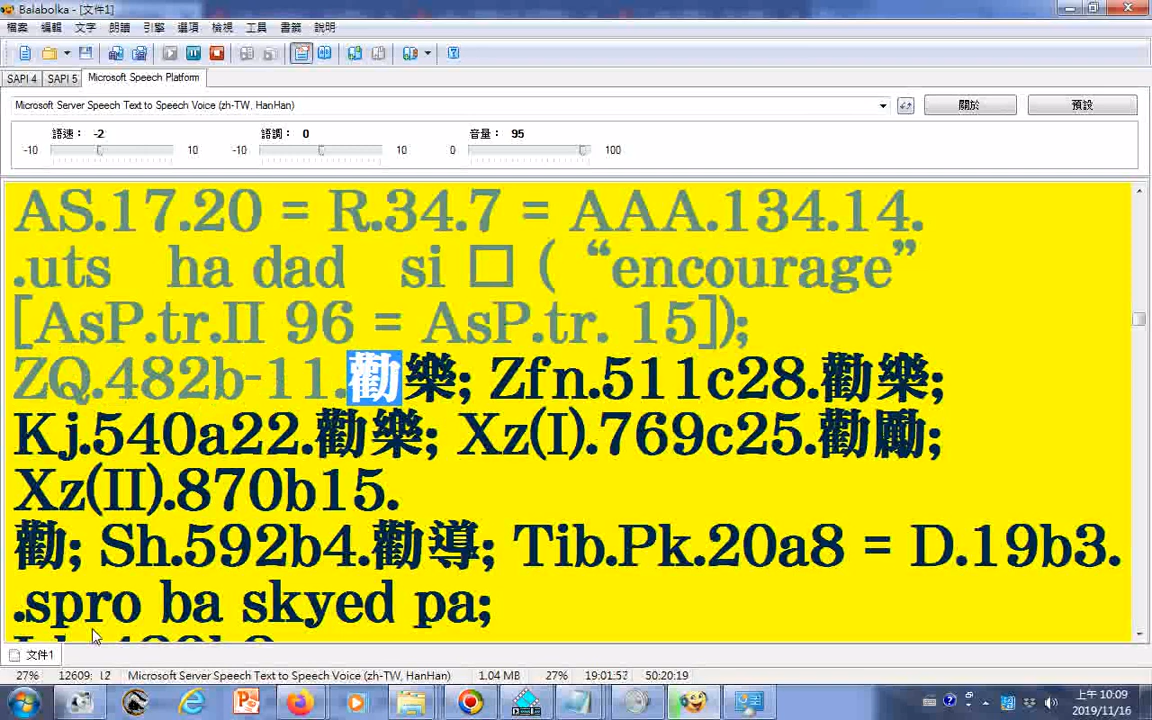 Balabolka - [文件1]
檔案 編輯 文字 朗讀 引擎 選項 檢視 工具 書籤 說明
SAPI 4 SAPI 5 Microsoft Speech Platform
Microsoft Server Speech Text to Speech Voice (zh-TW, HanHan) 關於 預設
語速： -2 語調： 0 音量： 95
-10 10 -10 10 0 100
AS.17.20 = R.34.7 = AAA.134.14.
.uts ha dad si □ ( “encourage”
[AsP.tr.II 96 = AsP.tr. 15]);
ZQ.482b-11.勸樂; Zfn.511c28.勸樂;
Kj.540a22.勸樂; Xz(I).769c25.勸勵;
Xz(II).870b15.
勸; Sh.592b4.勸導; Tib.Pk.20a8 = D.19b3.
.spro ba skyed pa;
文件1
27% 12609: 12 Microsoft Server Speech Text to Speech Voice (zh-TW, HanHan) 1.04 MB 27% 19:01:53 50:20:19
上午 10:09
2019/11/16